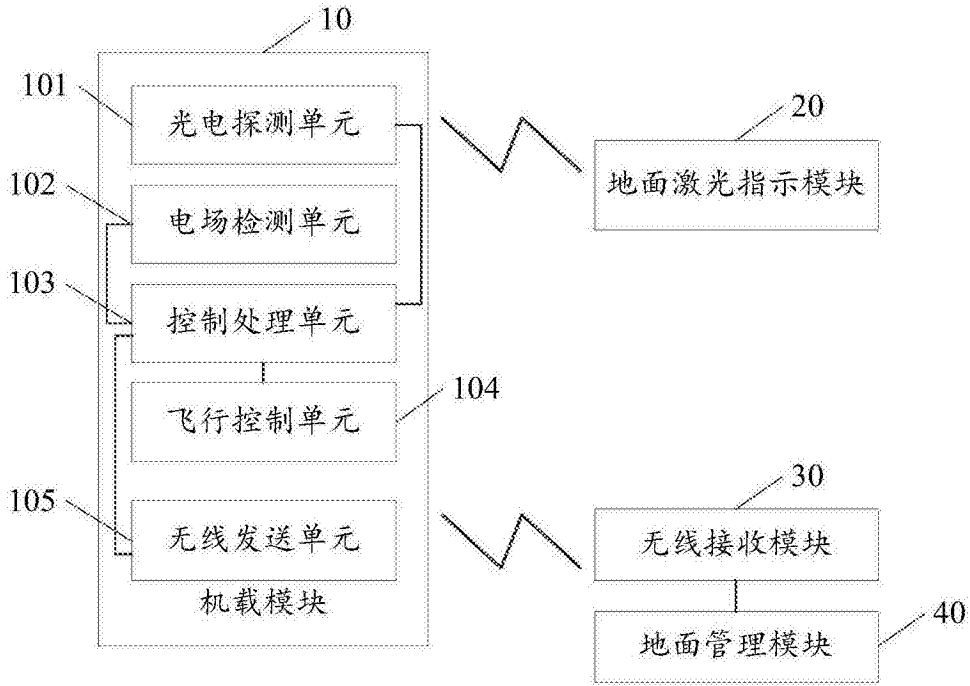 10
101
光电探测单元
20
地面激光指示模块
102
电场检测单元
103
控制处理单元
104
飞行控制单元
105
无线发送单元
机载模块
30
无线接收模块
40
地面管理模块